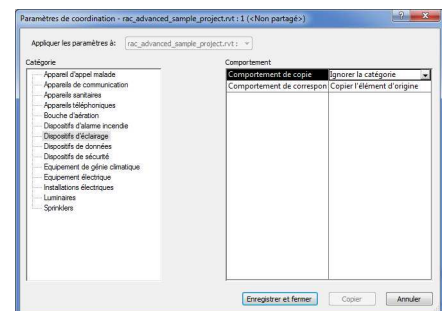 Paramètres de coordination - rac_advanced_sample_project.rvt : 1 (<Non partagé>)
Appliquer les paramètres à: rac_advanced_sample_project.rvt :
Catégorie
Appareil d'appel malade
Appareils de communication
Appareils sanitaires
Appareils téléphoniques
Bouche d'aération
Dispositifs d'alarme incendie
Dispositifs d'éclairage
Dispositifs de données
Dispositifs de sécurité
Equipement de génie climatique
Equipement électrique
Installations électriques
Luminaires
Sprinklers
Comportement
Comportement de copie Ignorer la catégorie
Comportement de correspon Copier l'élément d'origine
Enregistrer et fermer Copier Annuler